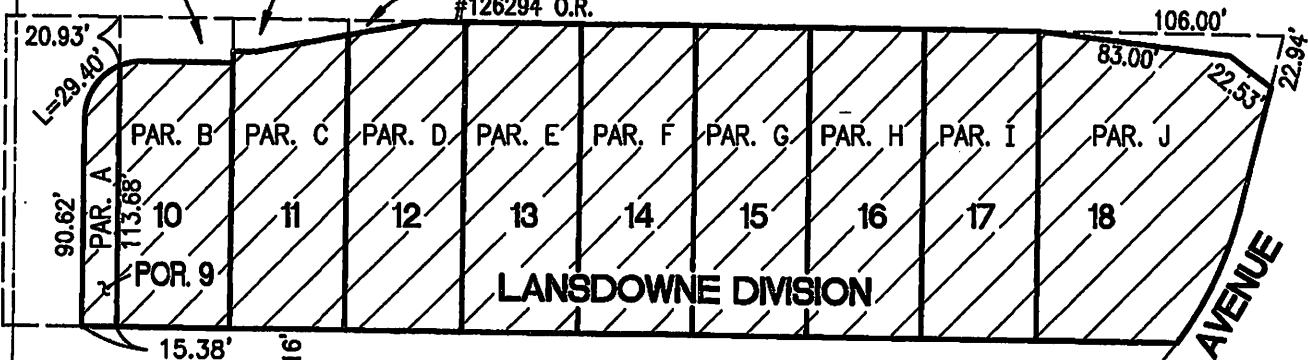 #126294 O.R.
20.93'
L=29.40'
106.00'
83.00'
22.53'
22.94'
PAR. A
PAR. B
PAR. C
PAR. D
PAR. E
PAR. F
PAR. G
PAR. H
PAR. I
PAR. J
90.62'
113.68'
10
11
12
13
14
15
16
17
18
POR. 9
LANSDOWNE DIVISION
AVENUE
15.38'
16'